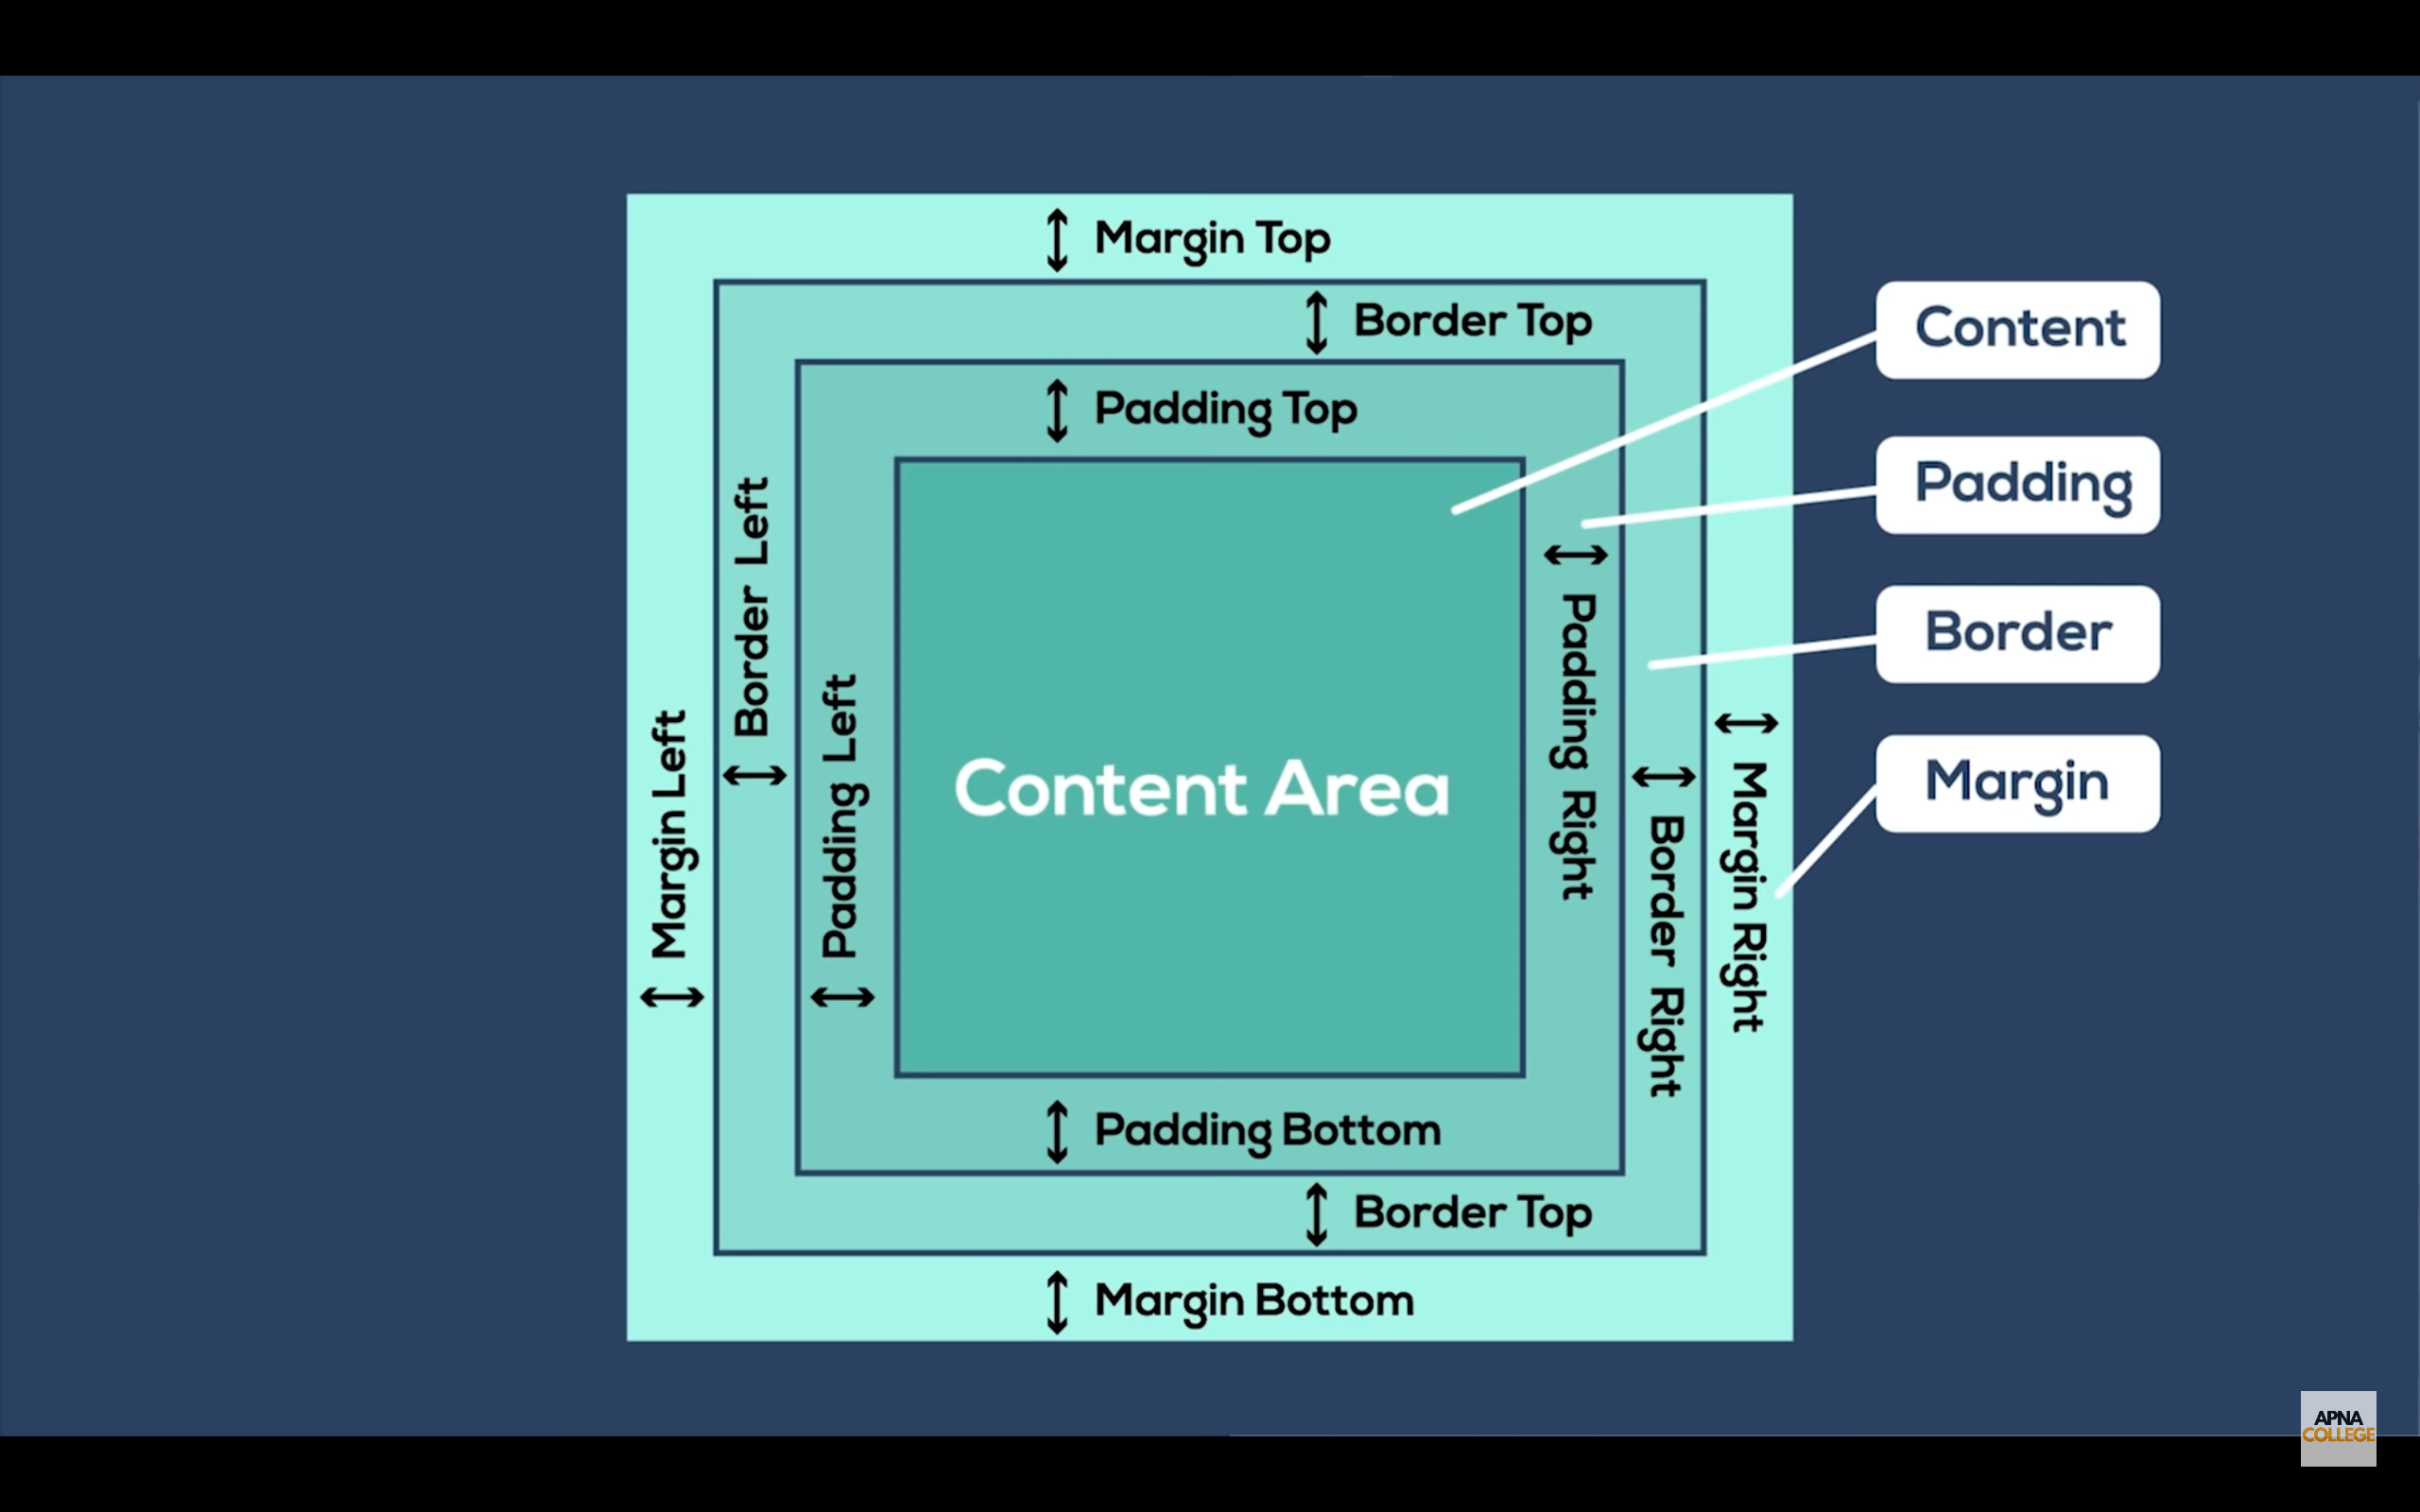 Margin Top
Border Top
Padding Top
Content
Padding
Border
Margin
Margin Left
Border Left
Padding Left
Content Area
Padding Right
Border Right
Margin Right
Padding Bottom
Border Top
Margin Bottom
APNA
COLLEGE